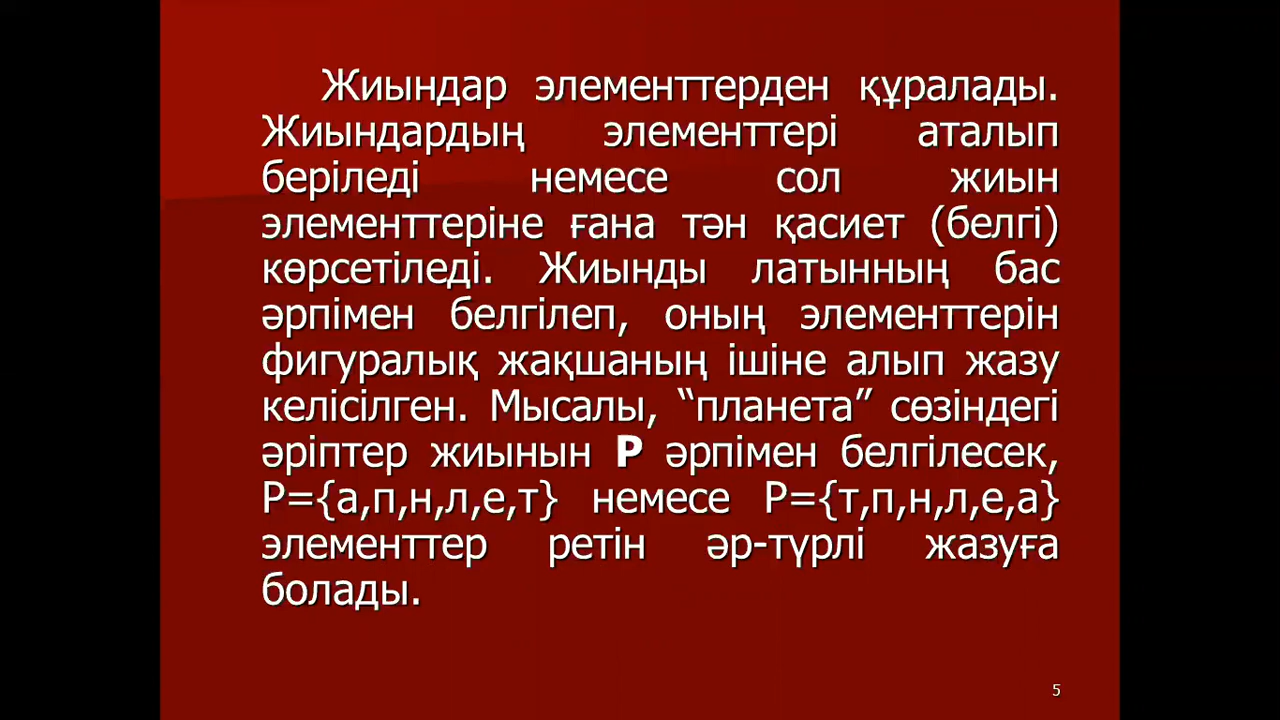 Жиындар элементтерден құралады.
Жиындардың элементтері аталып
беріледі немесе сол жиын
элементтеріне ғана тән қасиет (белгі)
көрсетіледі. Жиынды латынның бас
әрпімен белгілеп, оның элементтерін
фигуралық жақшаның ішіне алып жазу
келісілген. Мысалы, “планета” сөзіндегі
әріптер жиынын Р әрпімен белгілесек,
Р={а,п,н,л,е,т} немесе Р={т,п,н,л,е,а}
элементтер ретін әр-түрлі жазуға
болады.
5